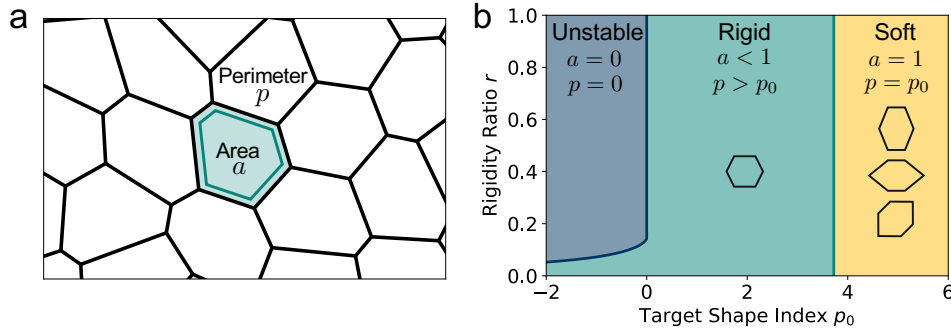 a
Perimeter
p
Area
a
b
Unstable
a = 0
p = 0
Rigid
a < 1
p > p₀
Soft
a = 1
p = p₀
Rigidity Ratio r
1.0
0.8
0.6
0.4
0.2
0.0
−2 0 2 4 6
Target Shape Index p₀